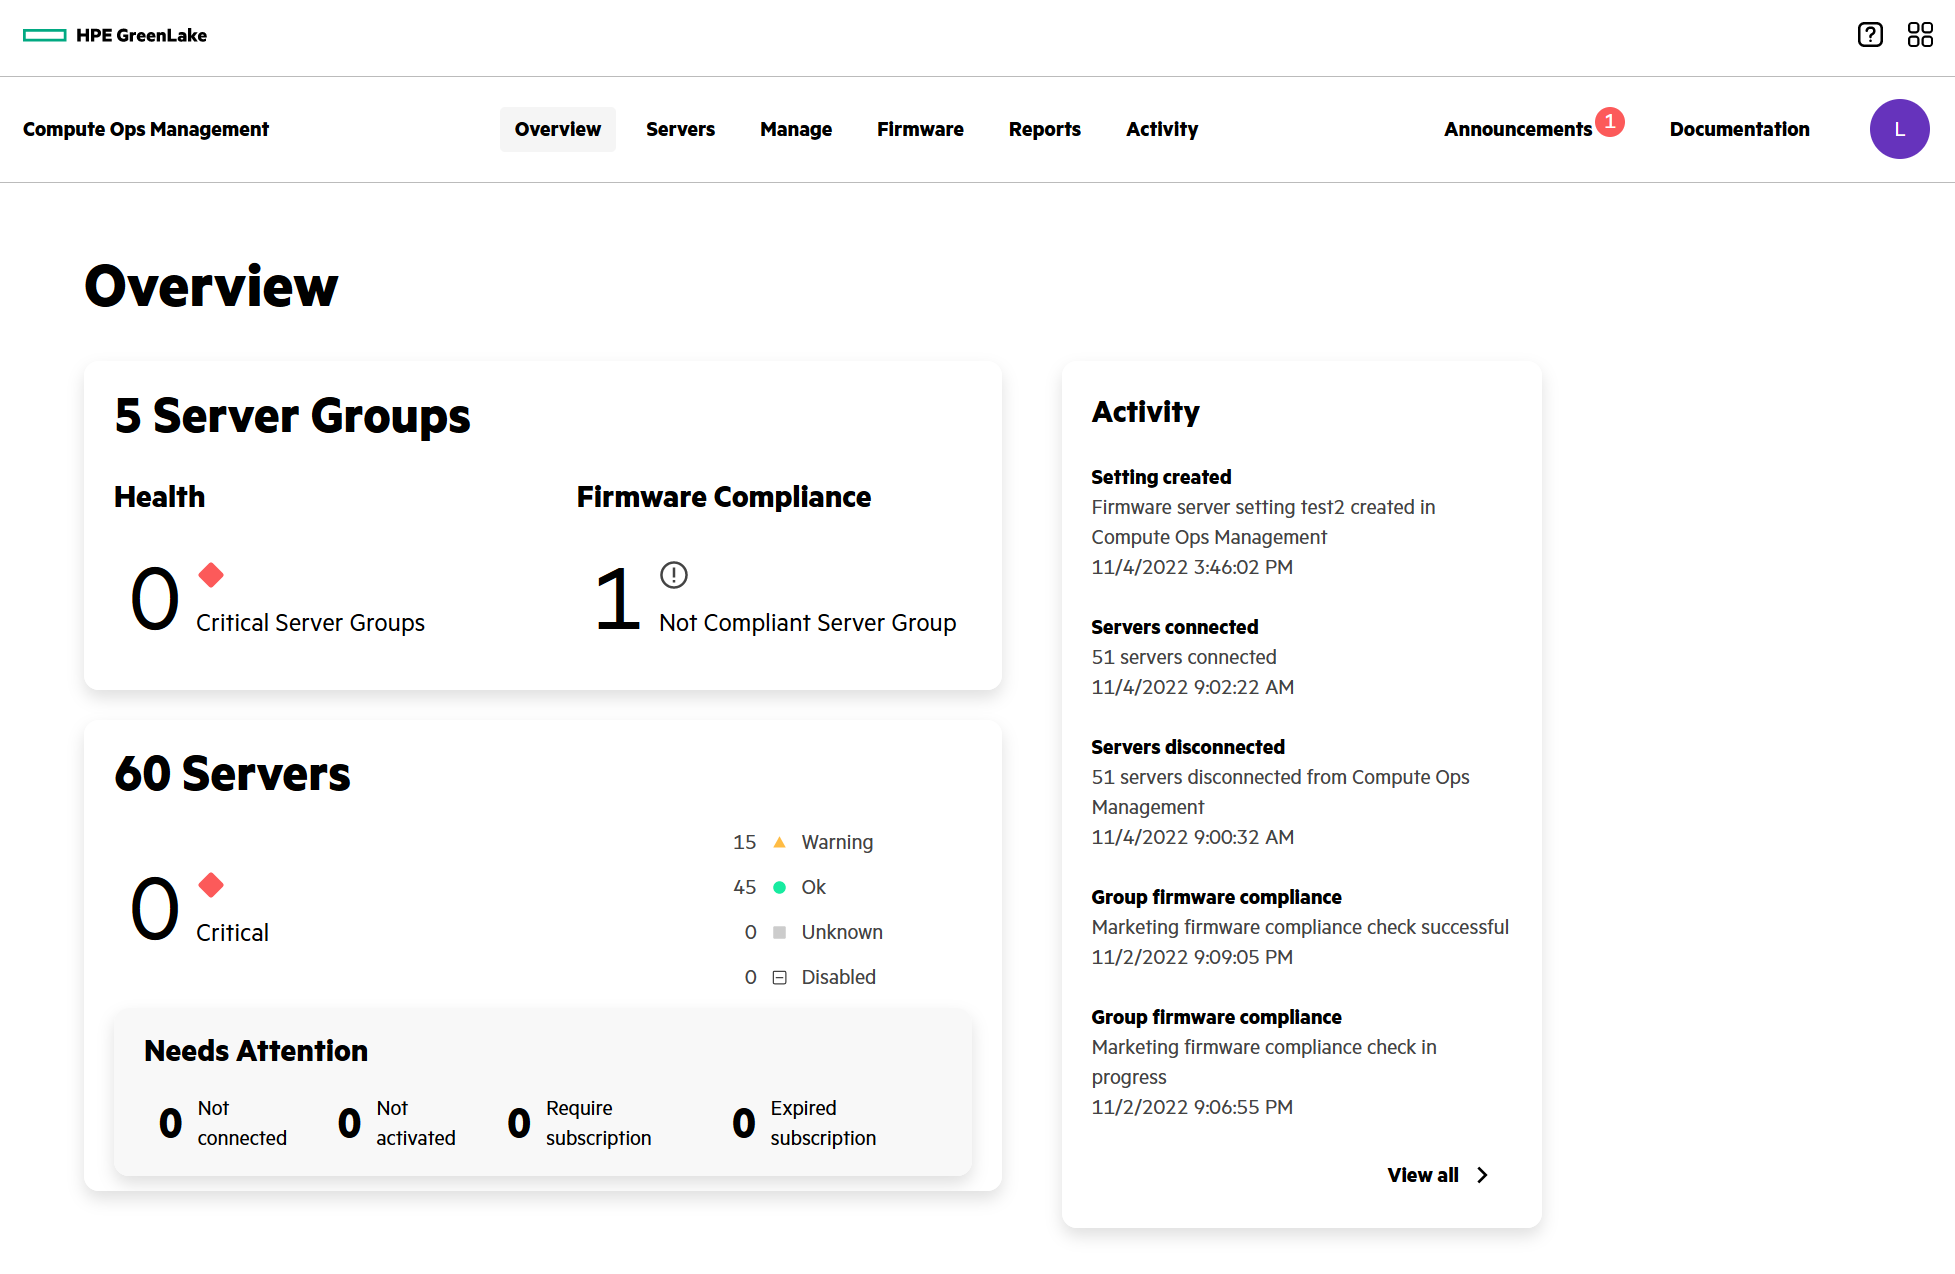 HPE GreenLake
Compute Ops Management
Overview
Servers
Manage
Firmware
Reports
Activity
Announcements 1
Documentation
L
Overview
5 Server Groups
Health
0
Critical Server Groups
Firmware Compliance
1
Not Compliant Server Group
60 Servers
0
Critical
15 Warning
45 Ok
0 Unknown
0 Disabled
Needs Attention
0 Not
connected
0 Not
activated
0 Require
subscription
0 Expired
subscription
Activity
Setting created
Firmware server setting test2 created in
Compute Ops Management
11/4/2022 3:46:02 PM
Servers connected
51 servers connected
11/4/2022 9:02:22 AM
Servers disconnected
51 servers disconnected from Compute Ops
Management
11/4/2022 9:00:32 AM
Group firmware compliance
Marketing firmware compliance check successful
11/2/2022 9:09:05 PM
Group firmware compliance
Marketing firmware compliance check in
progress
11/2/2022 9:06:55 PM
View all